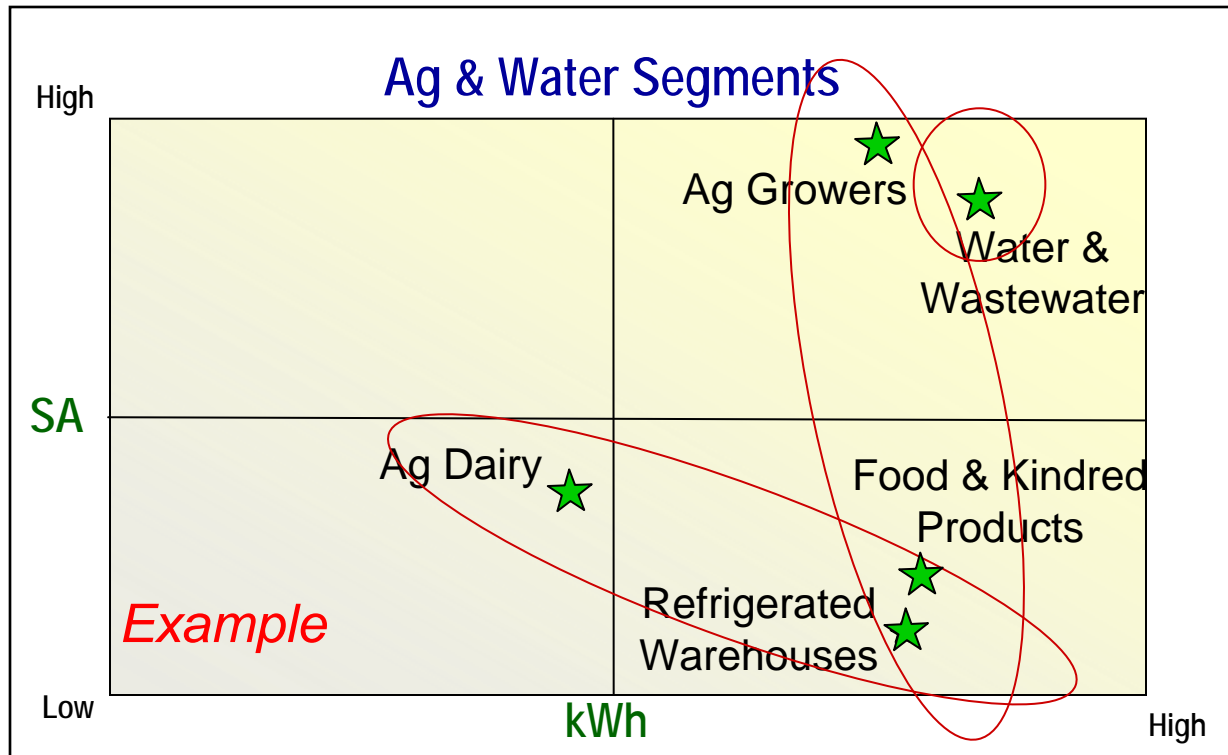 Ag & Water Segments
High
Ag Growers
Water &
Wastewater
SA
Ag Dairy
Food & Kindred
Products
Refrigerated
Warehouses
Example
Low
kWh
High